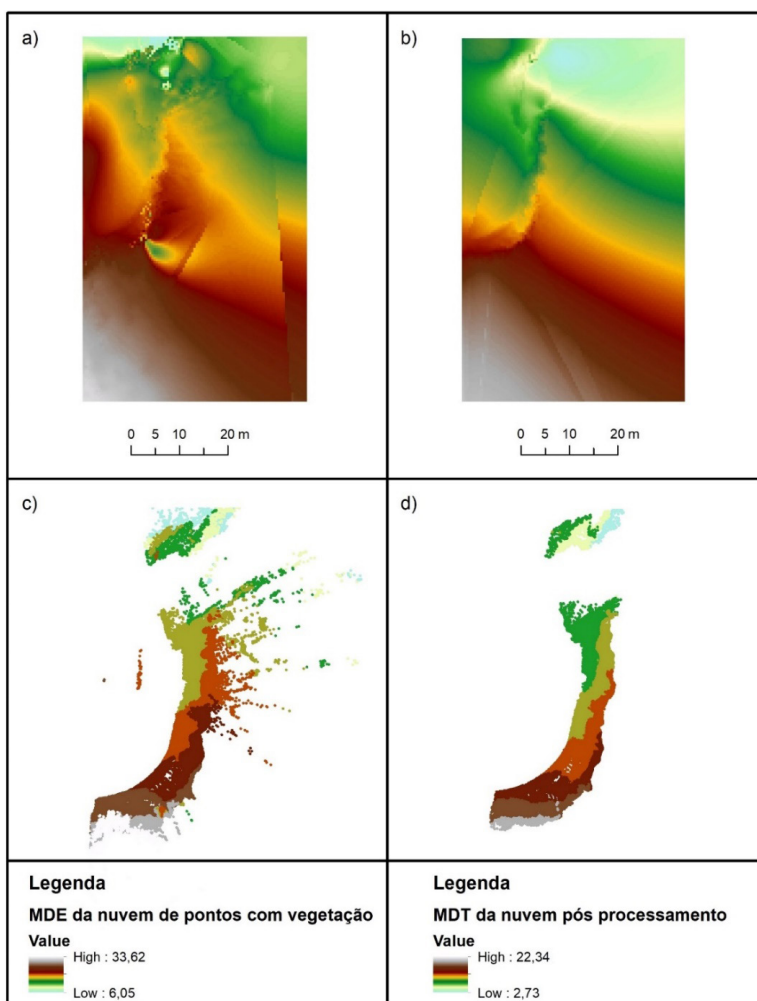 a)
b)
0 5 10 20 m
0 5 10 20 m
c)
d)
Legenda
MDE da nuvem de pontos com vegetação
Value
High : 33,62
Low : 6,05
Legenda
MDT da nuvem pós processamento
Value
High : 22,34
Low : 2,73